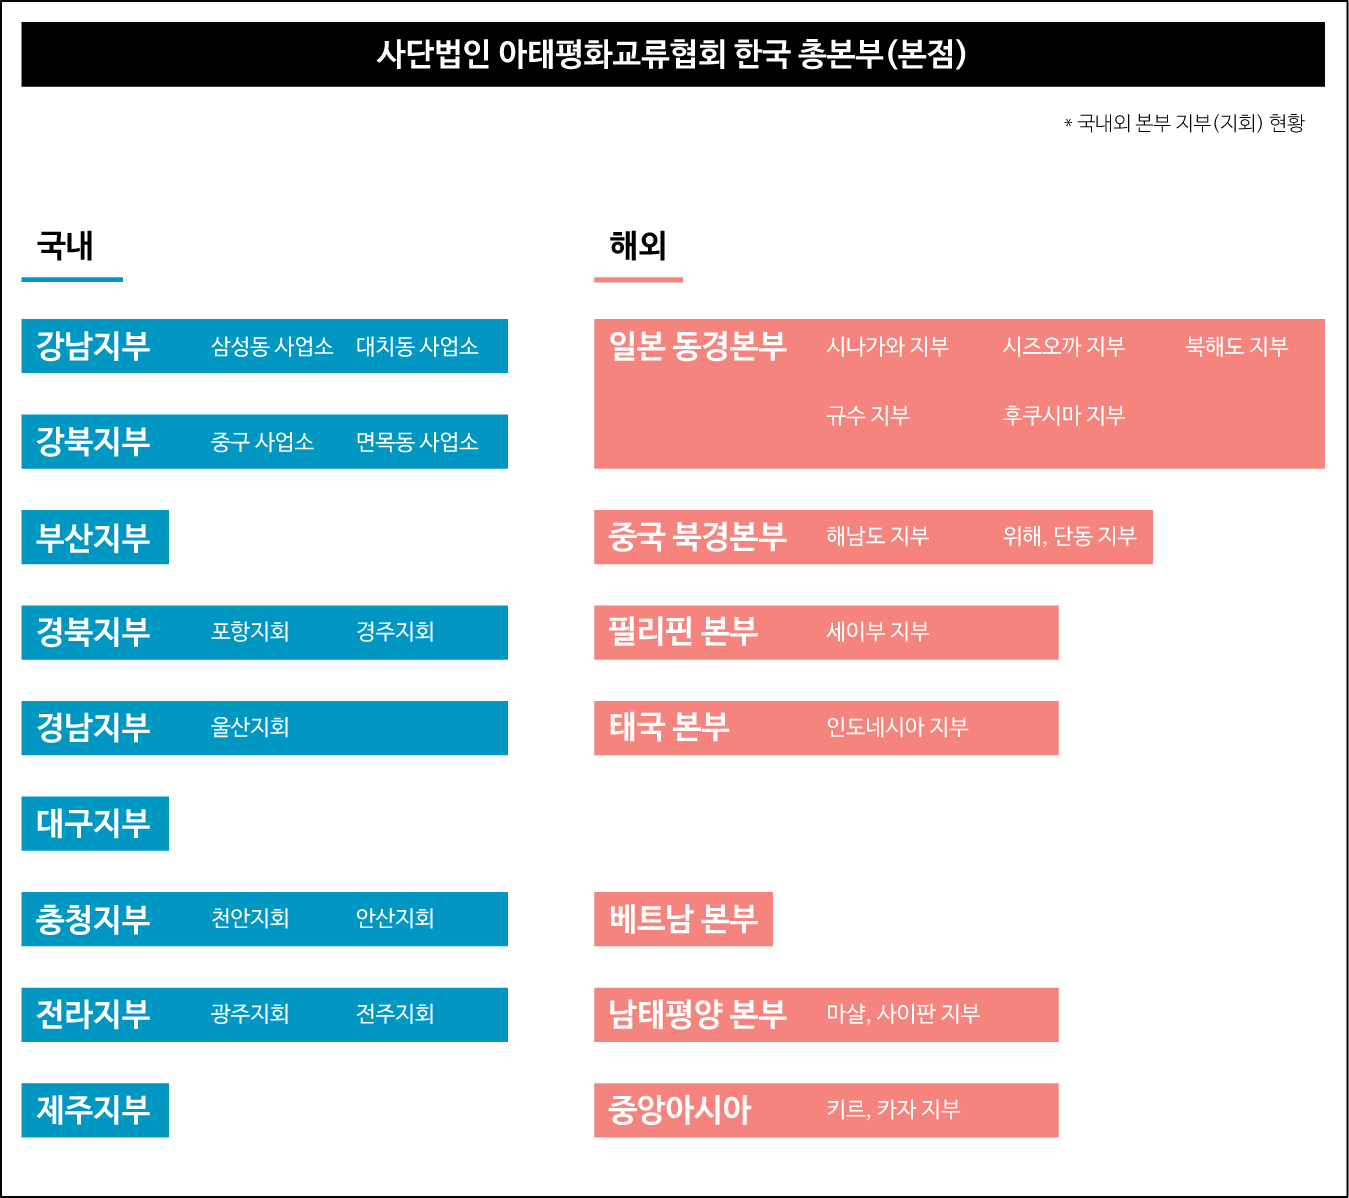 사단법인 아태평화교류협회 한국 총본부(본점)
* 국내외 본부 지부(지회) 현황
국내
강남지부 삼성동 사업소 대치동 사업소
강북지부 중구 사업소 면목동 사업소
부산지부
경북지부 포항지회 경주지회
경남지부 울산지회
대구지부
충청지부 천안지회 안산지회
전라지부 광주지회 전주지회
제주지부
해외
일본 동경본부 시나가와 지부 시즈오까 지부 북해도 지부
규수 지부 후쿠시마 지부
중국 북경본부 해남도 지부 위해, 단동 지부
필리핀 본부 세이부 지부
태국 본부 인도네시아 지부
베트남 본부
남태평양 본부 마샬, 사이판 지부
중앙아시아 키르, 카자 지부